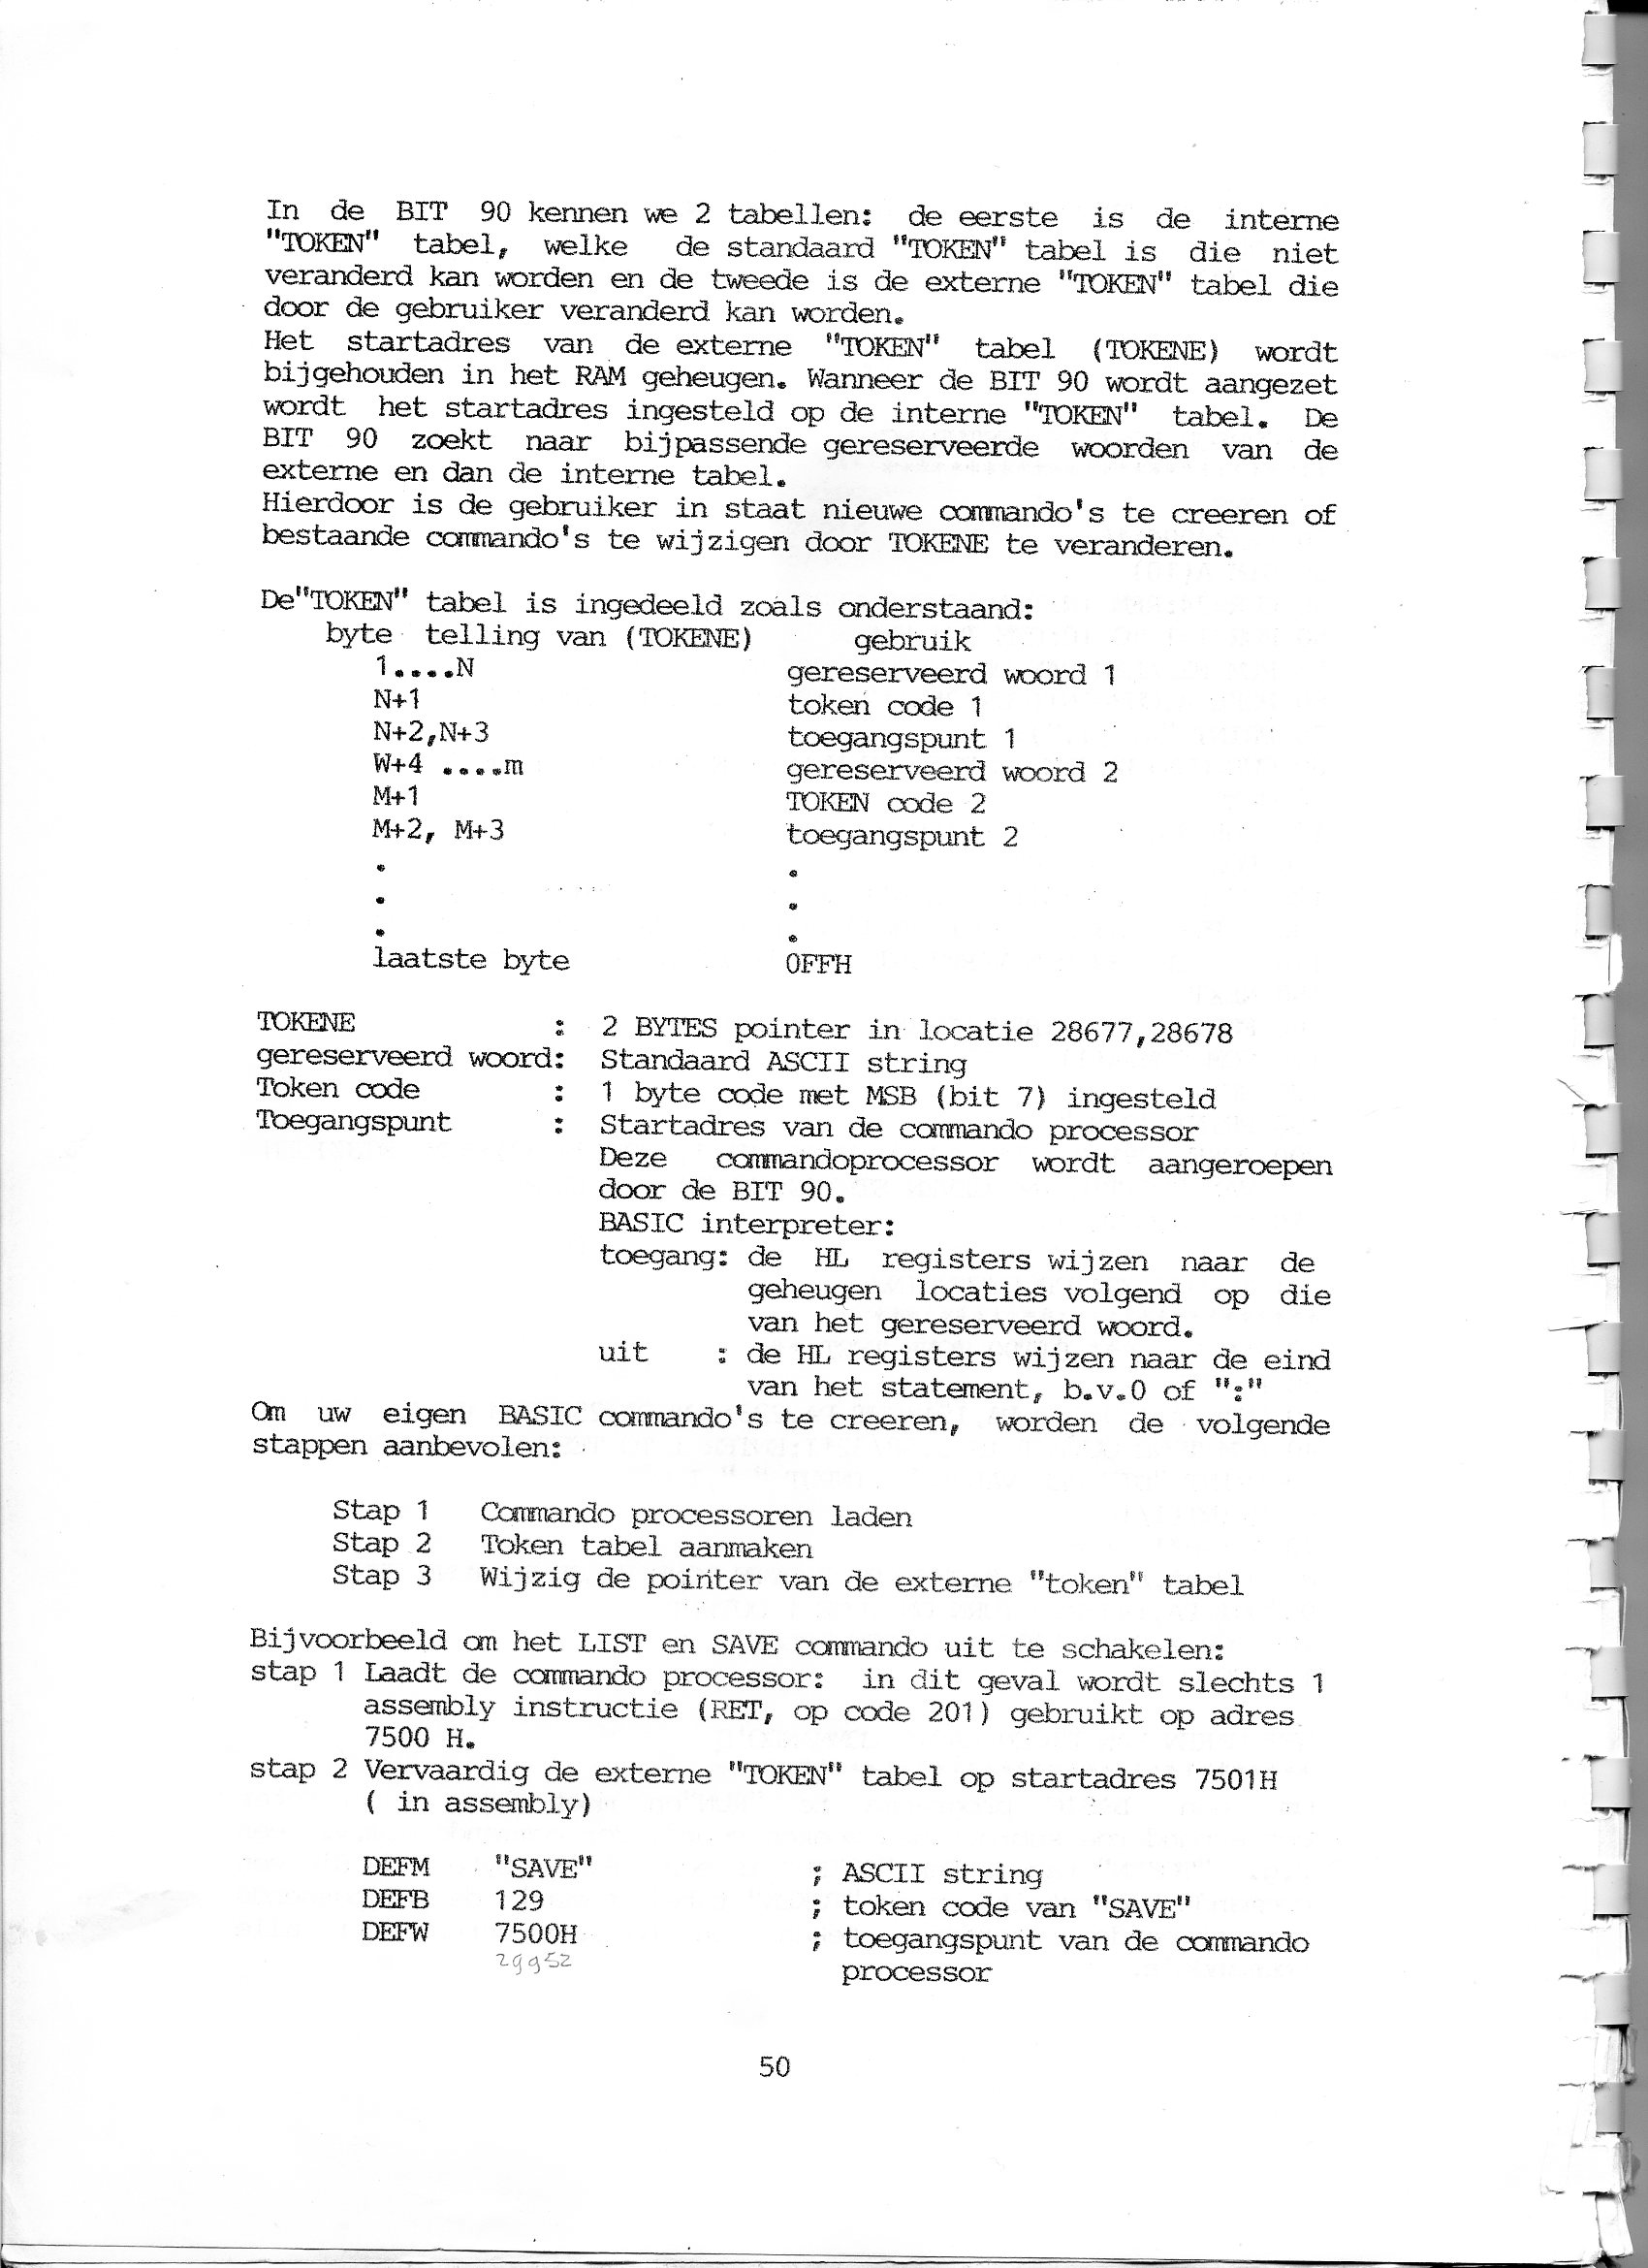 In de BIT 90 kennen we 2 tabellen: de eerste is de interne
"TOKEN" tabel, welke de standaard "TOKEN" tabel is die niet
veranderd kan worden en de tweede is de externe "TOKEN" tabel die
door de gebruiker veranderd kan worden.
Het startadres van de externe "TOKEN" tabel (TOKENE) wordt
bijgehouden in het RAM geheugen. Wanneer de BIT 90 wordt aangezet
wordt het startadres ingesteld op de interne "TOKEN" tabel. De
BIT 90 zoekt naar bijpassende gereserveerde woorden van de
externe en dan de interne tabel.
Hierdoor is de gebruiker in staat nieuwe commando's te creeren of
bestaande commando's te wijzigen door TOKENE te veranderen.
De"TOKEN" tabel is ingedeeld zoals onderstaand:
byte telling van (TOKENE) gebruik
1....N gereserveerd woord 1
N+1 token code 1
N+2,N+3 toegangspunt 1
W+4 ....m gereserveerd woord 2
M+1 TOKEN code 2
M+2, M+3 toegangspunt 2
. .
. .
. .
laatste byte 0FFH
TOKENE : 2 BYTES pointer in locatie 28677,28678
gereserveerd woord: Standaard ASCII string
Token code : 1 byte code met MSB (bit 7) ingesteld
Toegangspunt : Startadres van de commando processor
Deze commandoprocessor wordt aangeroepen
door de BIT 90.
BASIC interpreter:
toegang: de HL registers wijzen naar de
geheugen locaties volgend op die
van het gereserveerd woord.
uit : de HL registers wijzen naar de eind
van het statement, b.v.0 of ":"
Om uw eigen BASIC commando's te creeren, worden de volgende
stappen aanbevolen:
Stap 1 Commando processoren laden
Stap 2 Token tabel aanmaken
Stap 3 Wijzig de pointer van de externe "token" tabel
Bijvoorbeeld om het LIST en SAVE commando uit te schakelen:
stap 1 Laadt de commando processor: in dit geval wordt slechts 1
assembly instructie (RET, op code 201) gebruikt op adres
7500 H.
stap 2 Vervaardig de externe "TOKEN" tabel op startadres 7501H
( in assembly)
DEFM "SAVE" ; ASCII string
DEFB 129 ; token code van "SAVE"
DEFW 7500H ; toegangspunt van de commando
29952 processor
50